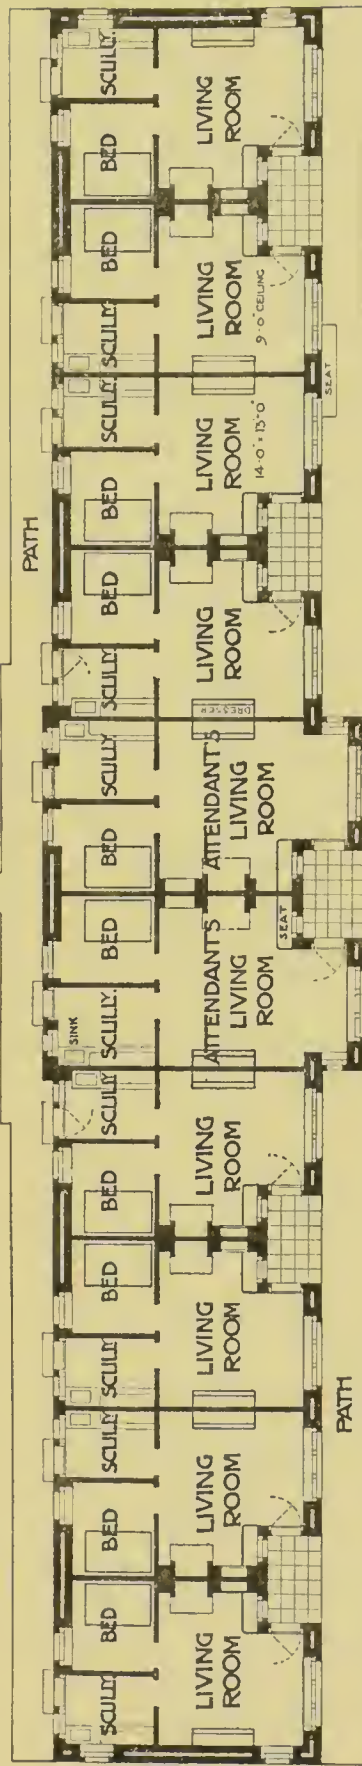 PATH
SCULLY
BED
BED
SCULLY
SCULLY
BED
BED
SCULLY
SINK
SCULLY
BED
BED
SCULLY
SCULLY
BED
BED
SCULLY
SCULLY
BED
BED
SCULLY
LIVING
ROOM
LIVING
ROOM
LIVING
ROOM
LIVING
ROOM
ATTENDANT'S
LIVING
ROOM
ATTENDANT'S
LIVING
ROOM
DRESSER
LIVING
ROOM
LIVING
ROOM
14'-0" × 13'-0"
LIVING
ROOM
9'-0" CEILING
LIVING
ROOM
SEAT
SEAT
PATH